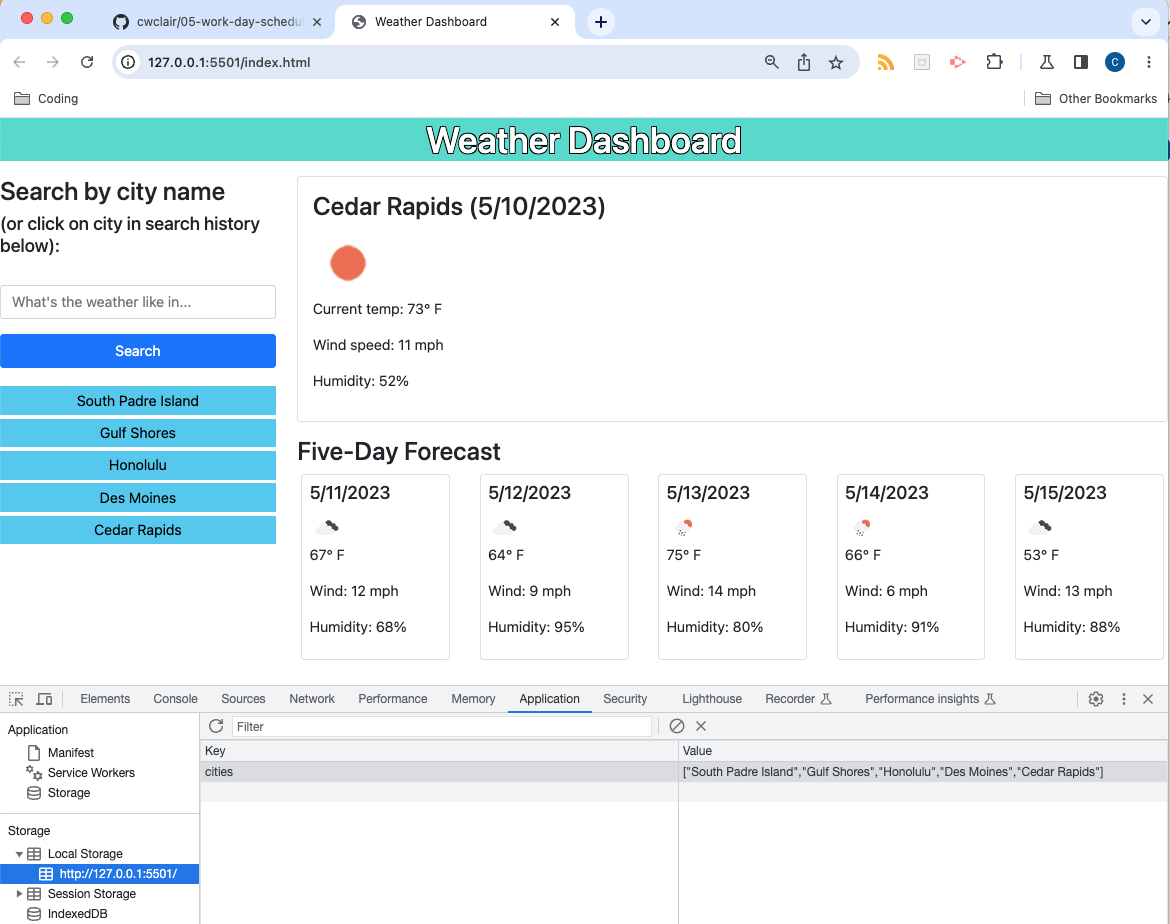 cwclair/05-work-day-schedu
Weather Dashboard
127.0.0.1:5501/index.html
C
Coding
Other Bookmarks
Weather Dashboard
Search by city name
(or click on city in search history
below):
What's the weather like in...
Search
South Padre Island
Gulf Shores
Honolulu
Des Moines
Cedar Rapids
Cedar Rapids (5/10/2023)
Current temp: 73° F
Wind speed: 11 mph
Humidity: 52%
Five-Day Forecast
5/11/2023
67° F
Wind: 12 mph
Humidity: 68%
5/12/2023
64° F
Wind: 9 mph
Humidity: 95%
5/13/2023
75° F
Wind: 14 mph
Humidity: 80%
5/14/2023
66° F
Wind: 6 mph
Humidity: 91%
5/15/2023
53° F
Wind: 13 mph
Humidity: 88%
Elements Console Sources Network Performance Memory Application Security Lighthouse Recorder Performance insights
Application
Manifest
Service Workers
Storage
Storage
Local Storage
http://127.0.0.1:5501/
Session Storage
IndexedDB
Filter
Key Value
cities ["South Padre Island","Gulf Shores","Honolulu","Des Moines","Cedar Rapids"]